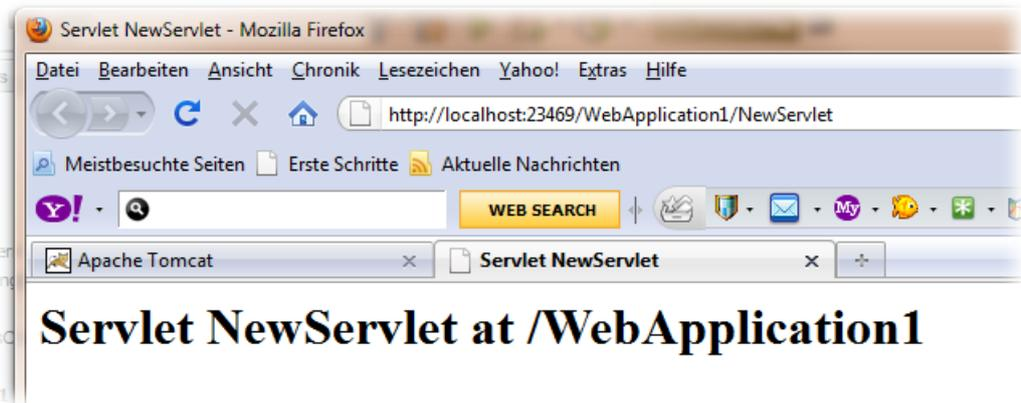 Servlet NewServlet - Mozilla Firefox
Datei Bearbeiten Ansicht Chronik Lesezeichen Yahoo! Extras Hilfe
http://localhost:23469/WebApplication1/NewServlet
Meistbesuchte Seiten Erste Schritte Aktuelle Nachrichten
Y! WEB SEARCH My
Apache Tomcat Servlet NewServlet
Servlet NewServlet at /WebApplication1